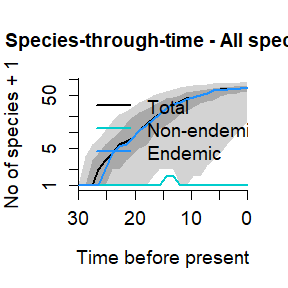 Species-through-time - All spec
No of species + 1
50
5
1
Total
Non-endemi
Endemic
30
20
10
0
Time before present